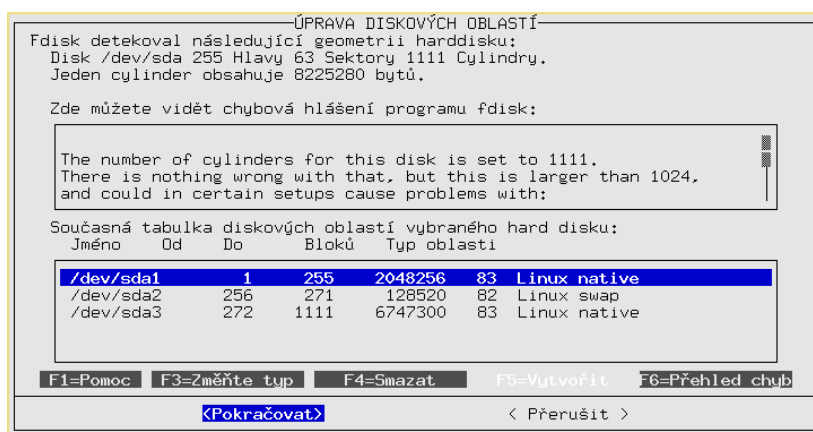 ÚPRAVA DISKOVÝCH OBLASTÍ
Fdisk detekoval následující geometrii harddisku:
Disk /dev/sda 255 Hlavy 63 Sektory 1111 Cylindry.
Jeden cylinder obsahuje 8225280 bytů.
Zde můžete vidět chybová hlášení programu fdisk:
The number of cylinders for this disk is set to 1111.
There is nothing wrong with that, but this is larger than 1024,
and could in certain setups cause problems with:
Současná tabulka diskových oblastí vybraného hard disku:
Jméno Od Do Bloků Typ oblasti
/dev/sda1 1 255 2048256 83 Linux native
/dev/sda2 256 271 128520 82 Linux swap
/dev/sda3 272 1111 6747300 83 Linux native
F1=Pomoc F3=Změňte typ F4=Smazat F5=Vytvořit F6=Přehled chyb
<Pokračovat> < Přerušit >